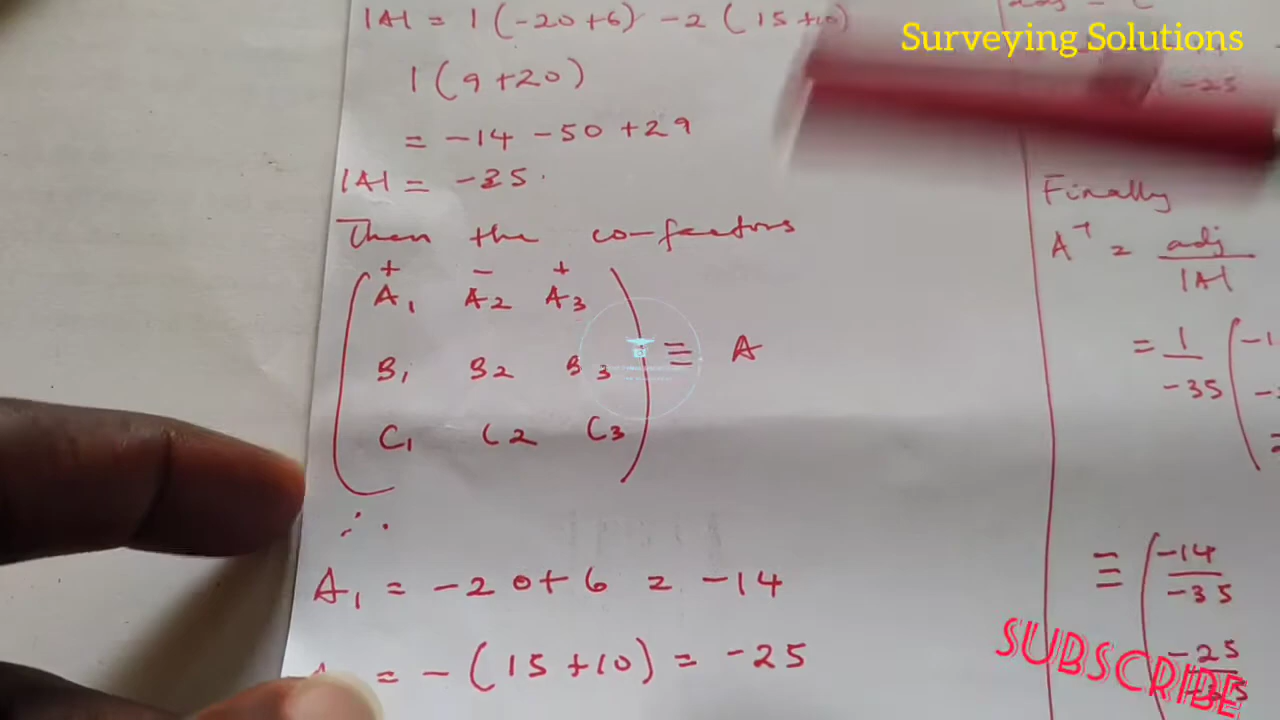 |A| = 1 (-20+6) -2 (15+10)
1 (9+20)
= -14 -50 +29
|A| = -35
Then the co-factors
+ - +
A1 A2 A3
B1 B2 B3 ≡ A
C1 C2 C3
∴
A1 = -20+6 = -14
= -(15+10) = -25
Surveying Solutions
-25
Finally
A⁻¹ = adj
|A|
= 1
-35
≡ -14
-35
-25
-35
SUBSCRIBE